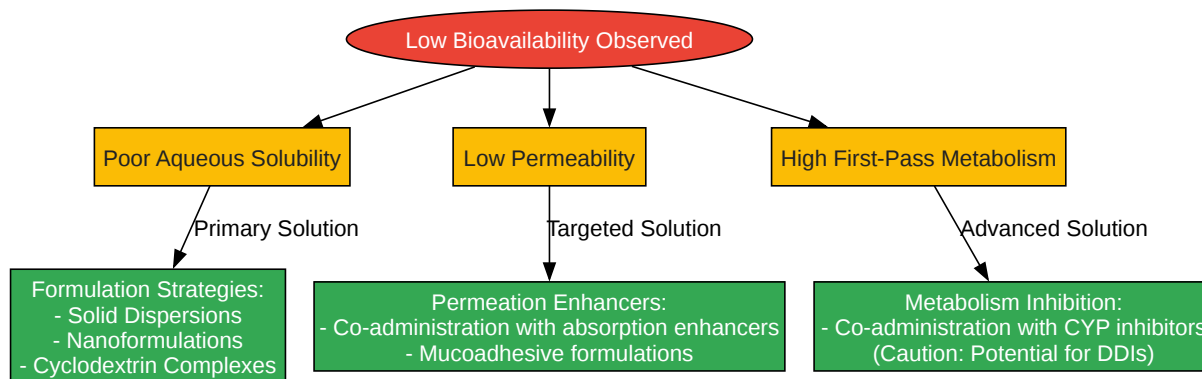 Low Bioavailability Observed
Poor Aqueous Solubility
Low Permeability
High First-Pass Metabolism
Primary Solution
Targeted Solution
Advanced Solution
Formulation Strategies:
- Solid Dispersions
- Nanoformulations
- Cyclodextrin Complexes
Permeation Enhancers:
- Co-administration with absorption enhancers
- Mucoadhesive formulations
Metabolism Inhibition:
- Co-administration with CYP inhibitors
(Caution: Potential for DDIs)